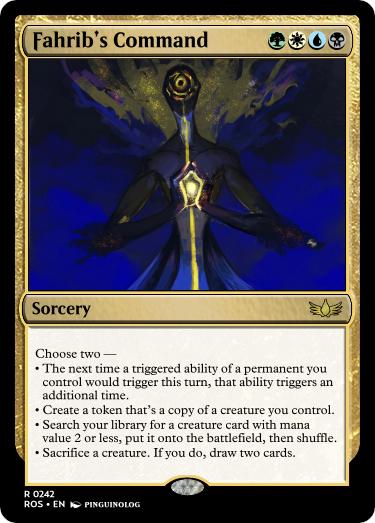 Fahrib's Command
Sorcery
Choose two —
• The next time a triggered ability of a permanent you
control would trigger this turn, that ability triggers an
additional time.
• Create a token that's a copy of a creature you control.
• Search your library for a creature card with mana
value 2 or less, put it onto the battlefield, then shuffle.
• Sacrifice a creature. If you do, draw two cards.
R 0242
ROS • EN PINGUINOLOG